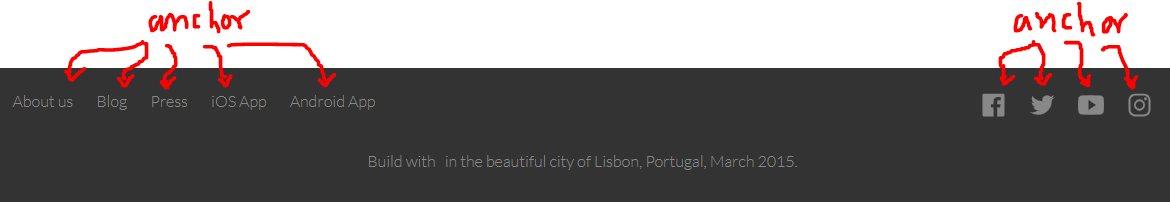 anchor anchor
About us Blog Press iOS App Android App
Build with in the beautiful city of Lisbon, Portugal, March 2015.